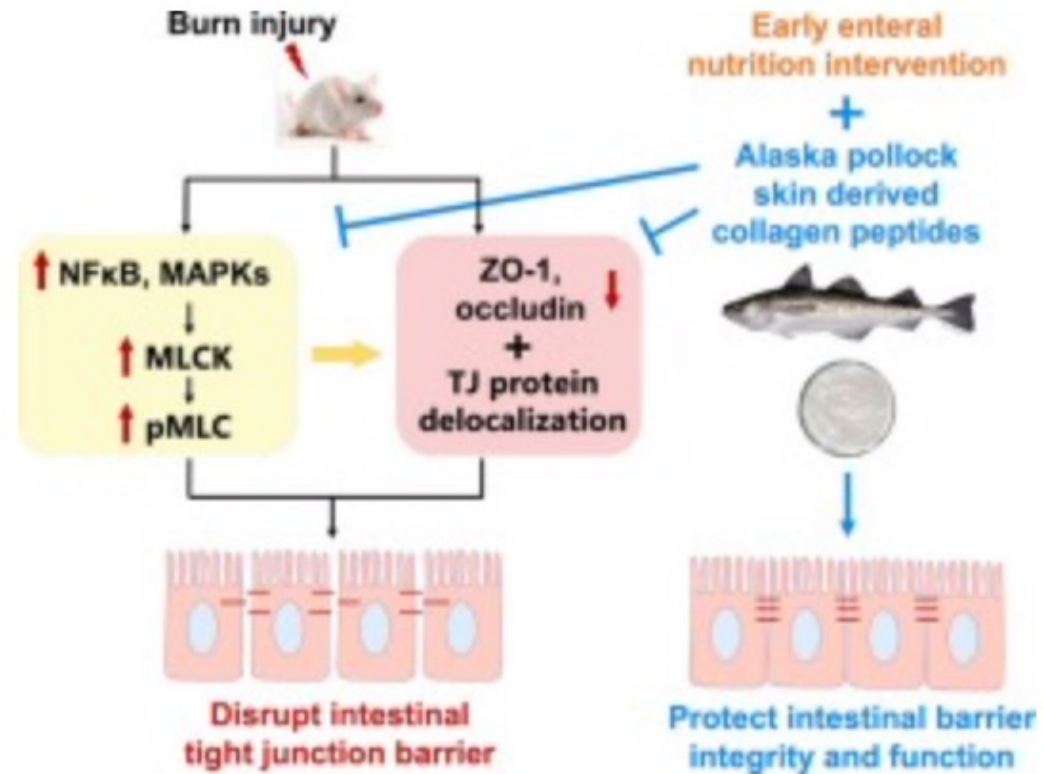 Burn injury
NFκB, MAPKs
MLCK
pMLC
ZO-1,
occludin
+
TJ protein
delocalization
Disrupt intestinal
tight junction barrier
Early enteral
nutrition intervention
+
Alaska pollock
skin derived
collagen peptides
Protect intestinal barrier
integrity and function